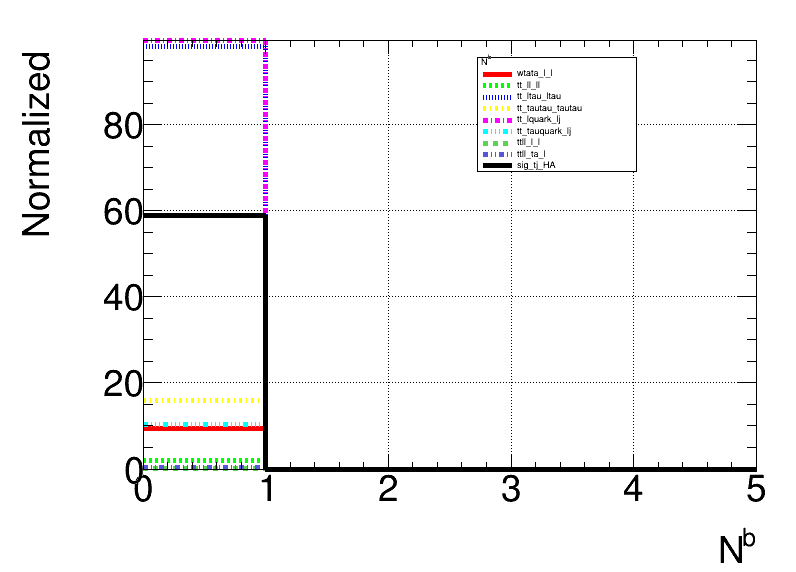 Normalized
80
60
40
20
0
0 1 2 3 4 5
N^b
N^b
wtata_l_l
tt_ll_ll
tt_ltau_ltau
tt_tautau_tautau
tt_lquark_lj
tt_tauquark_lj
ttll_l_l
ttll_ta_l
sig_tj_HA